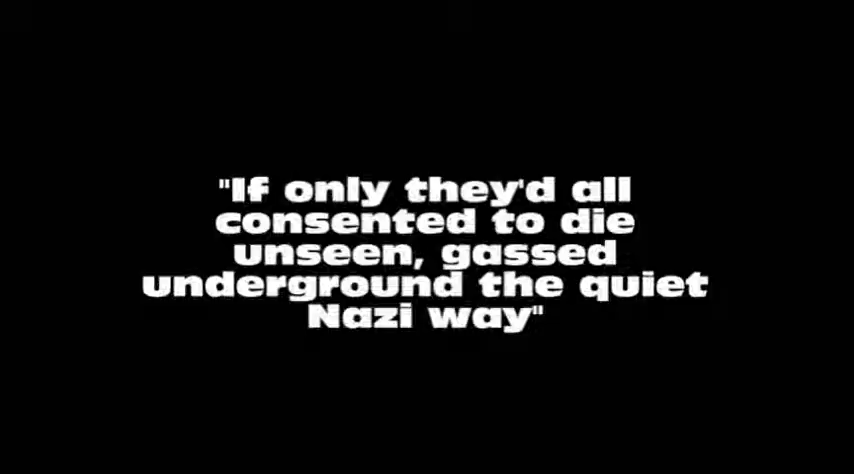 "If only they'd all
consented to die
unseen, gassed
underground the quiet
Nazi way"